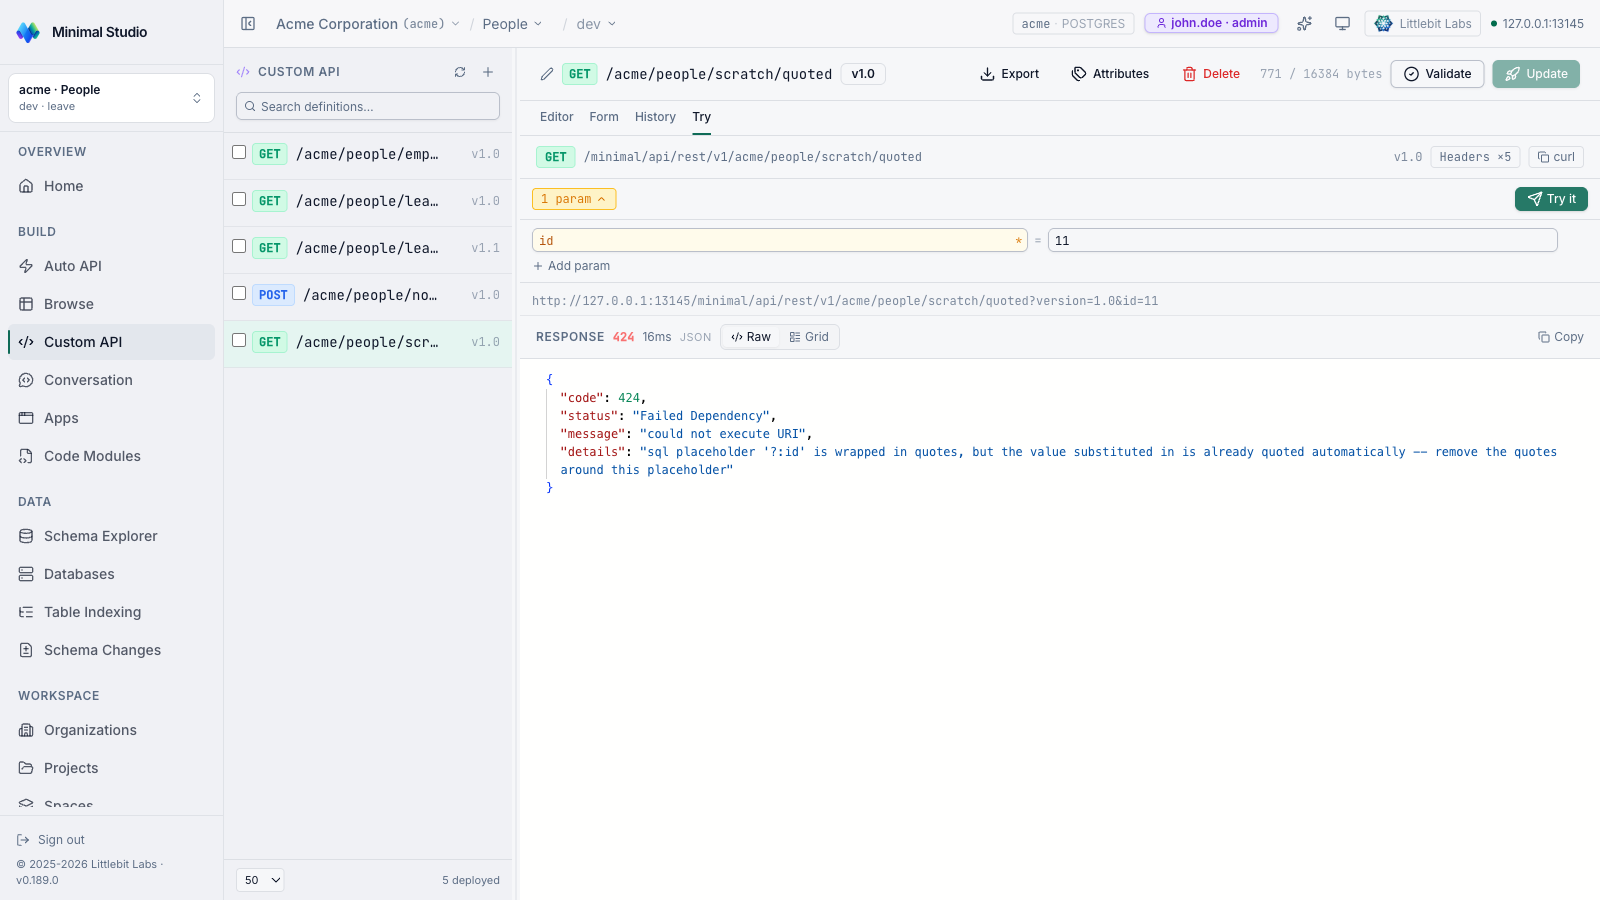 Minimal Studio
Acme Corporation (acme) / People / dev
acme · POSTGRES
john.doe · admin
Littlebit Labs
127.0.0.1:13145
acme · People
dev · leave
OVERVIEW
Home
BUILD
Auto API
Browse
Custom API
Conversation
Apps
Code Modules
DATA
Schema Explorer
Databases
Table Indexing
Schema Changes
WORKSPACE
Organizations
Projects
Spaces
Sign out
© 2025-2026 Littlebit Labs ·
v0.189.0
CUSTOM API
Search definitions...
GET /acme/people/emp... v1.0
GET /acme/people/lea... v1.0
GET /acme/people/lea... v1.1
POST /acme/people/no... v1.0
GET /acme/people/scr... v1.0
50
5 deployed
GET /acme/people/scratch/quoted v1.0
Export
Attributes
Delete
771 / 16384 bytes
Validate
Update
Editor Form History Try
GET /minimal/api/rest/v1/acme/people/scratch/quoted
v1.0 Headers ×5 curl
1 param
Try it
id * = 11
+ Add param
http://127.0.0.1:13145/minimal/api/rest/v1/acme/people/scratch/quoted?version=1.0&id=11
RESPONSE 424 16ms JSON Raw Grid
Copy
{
"code": 424,
"status": "Failed Dependency",
"message": "could not execute URI",
"details": "sql placeholder '?:id' is wrapped in quotes, but the value substituted in is already quoted automatically -- remove the quotes
around this placeholder"
}